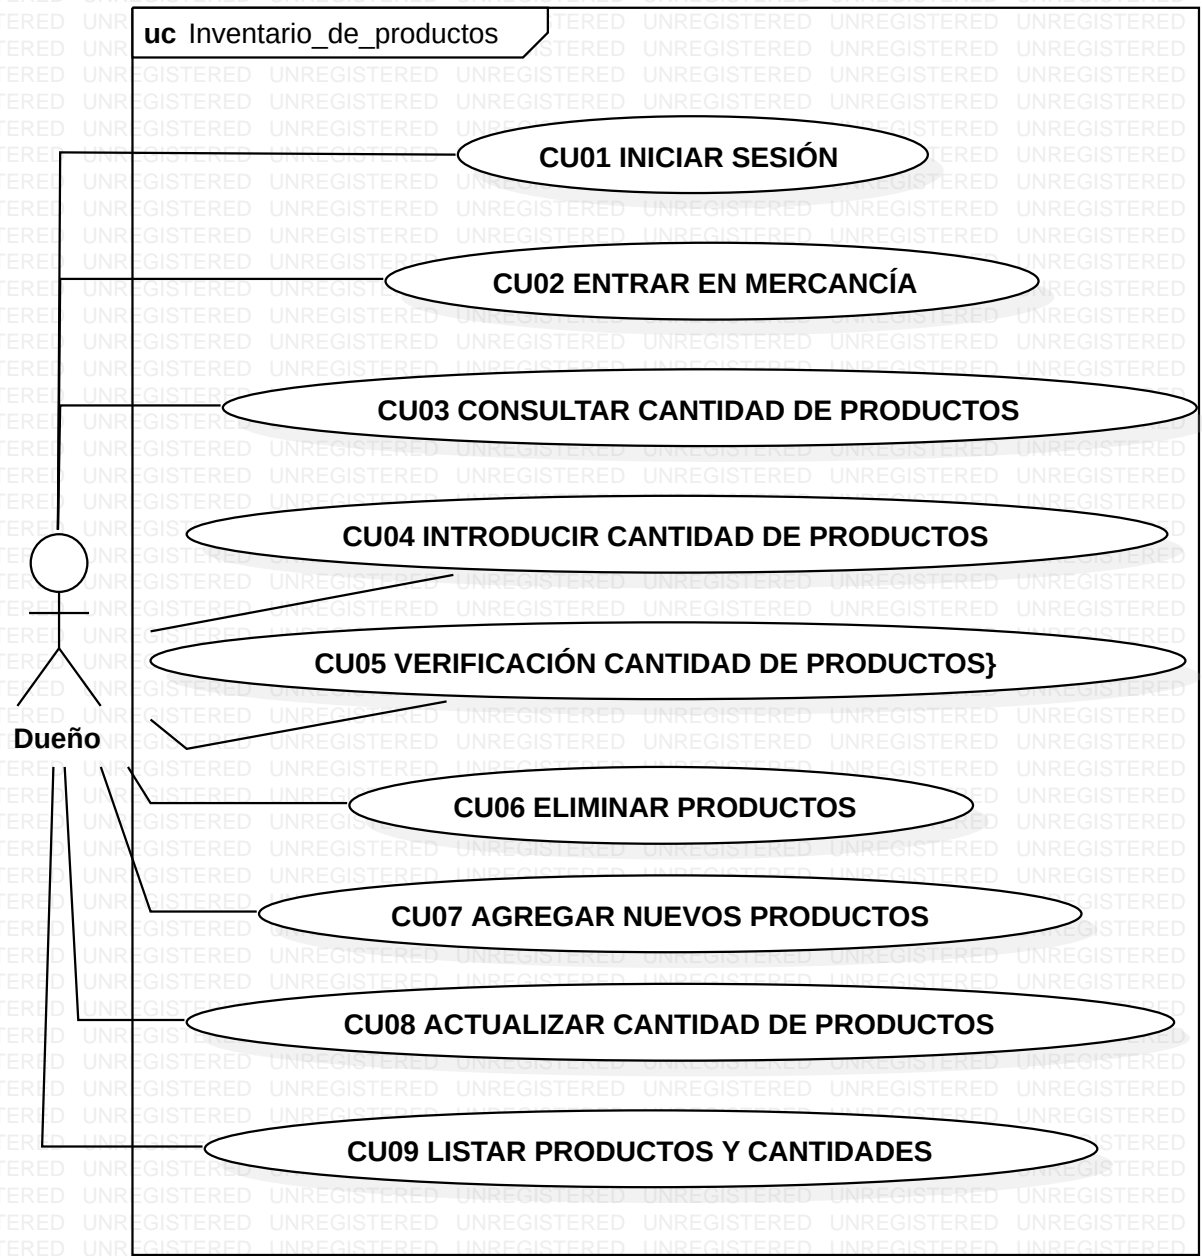 uc Inventario_de_productos
CU01 INICIAR SESIÓN
CU02 ENTRAR EN MERCANCÍA
CU03 CONSULTAR CANTIDAD DE PRODUCTOS
CU04 INTRODUCIR CANTIDAD DE PRODUCTOS
CU05 VERIFICACIÓN CANTIDAD DE PRODUCTOS}
Dueño
CU06 ELIMINAR PRODUCTOS
CU07 AGREGAR NUEVOS PRODUCTOS
CU08 ACTUALIZAR CANTIDAD DE PRODUCTOS
CU09 LISTAR PRODUCTOS Y CANTIDADES
UNREGISTERED